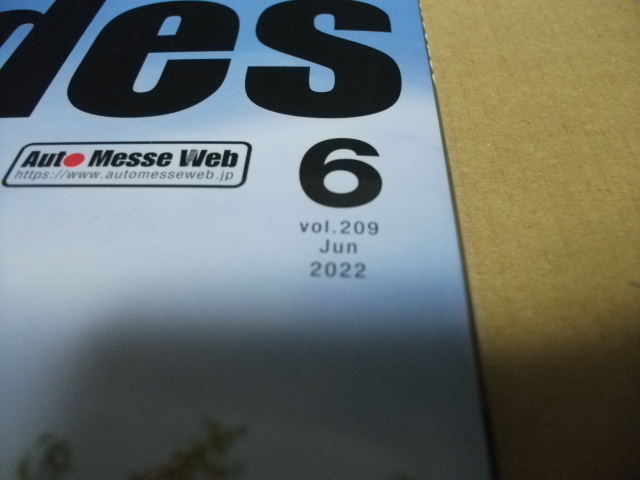 des
Auto Messe Web
https://www.automesseweb.jp
6
vol.209
Jun
2022